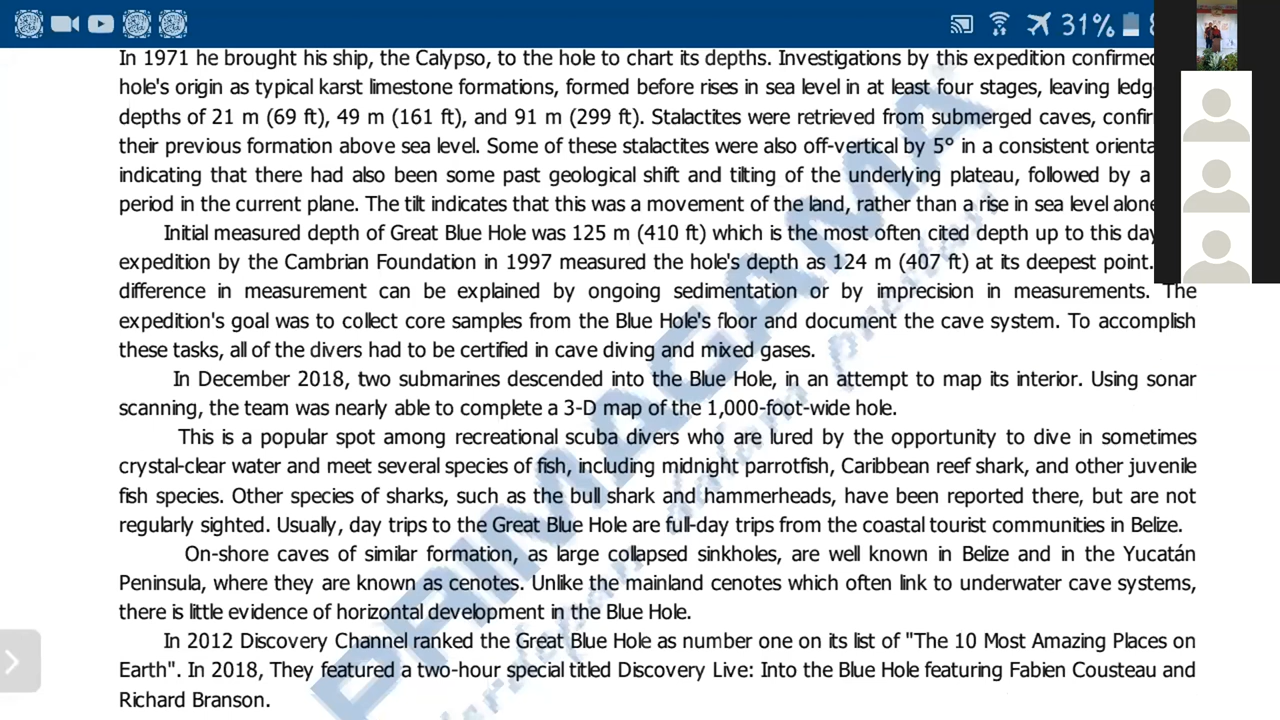 31%
In 1971 he brought his ship, the Calypso, to the hole to chart its depths. Investigations by this expedition confirmed
hole's origin as typical karst limestone formations, formed before rises in sea level in at least four stages, leaving
depths of 21 m (69 ft), 49 m (161 ft), and 91 m (299 ft). Stalactites were retrieved from submerged caves,
their previous formation above sea level. Some of these stalactites were also off-vertical by 5° in a consistent
indicating that there had also been some past geological shift and tilting of the underlying plateau, followed by a
period in the current plane. The tilt indicates that this was a movement of the land, rather than a rise in sea level alone
Initial measured depth of Great Blue Hole was 125 m (410 ft) which is the most often cited depth up to this day
expedition by the Cambrian Foundation in 1997 measured the hole's depth as 124 m (407 ft) at its deepest point.
difference in measurement can be explained by ongoing sedimentation or by imprecision in measurements. The
expedition's goal was to collect core samples from the Blue Hole's floor and document the cave system. To accomplish
these tasks, all of the divers had to be certified in cave diving and mixed gases.
In December 2018, two submarines descended into the Blue Hole, in an attempt to map its interior. Using sonar
scanning, the team was nearly able to complete a 3-D map of the 1,000-foot-wide hole.
This is a popular spot among recreational scuba divers who are lured by the opportunity to dive in sometimes
crystal-clear water and meet several species of fish, including midnight parrotfish, Caribbean reef shark, and other juvenile
fish species. Other species of sharks, such as the bull shark and hammerheads, have been reported there, but are not
regularly sighted. Usually, day trips to the Great Blue Hole are full-day trips from the coastal tourist communities in Belize.
On-shore caves of similar formation, as large collapsed sinkholes, are well known in Belize and in the Yucatán
Peninsula, where they are known as cenotes. Unlike the mainland cenotes which often link to underwater cave systems,
there is little evidence of horizontal development in the Blue Hole.
In 2012 Discovery Channel ranked the Great Blue Hole as number one on its list of "The 10 Most Amazing Places on
Earth". In 2018, They featured a two-hour special titled Discovery Live: Into the Blue Hole featuring Fabien Cousteau and
Richard Branson.
PRIMAGAMA